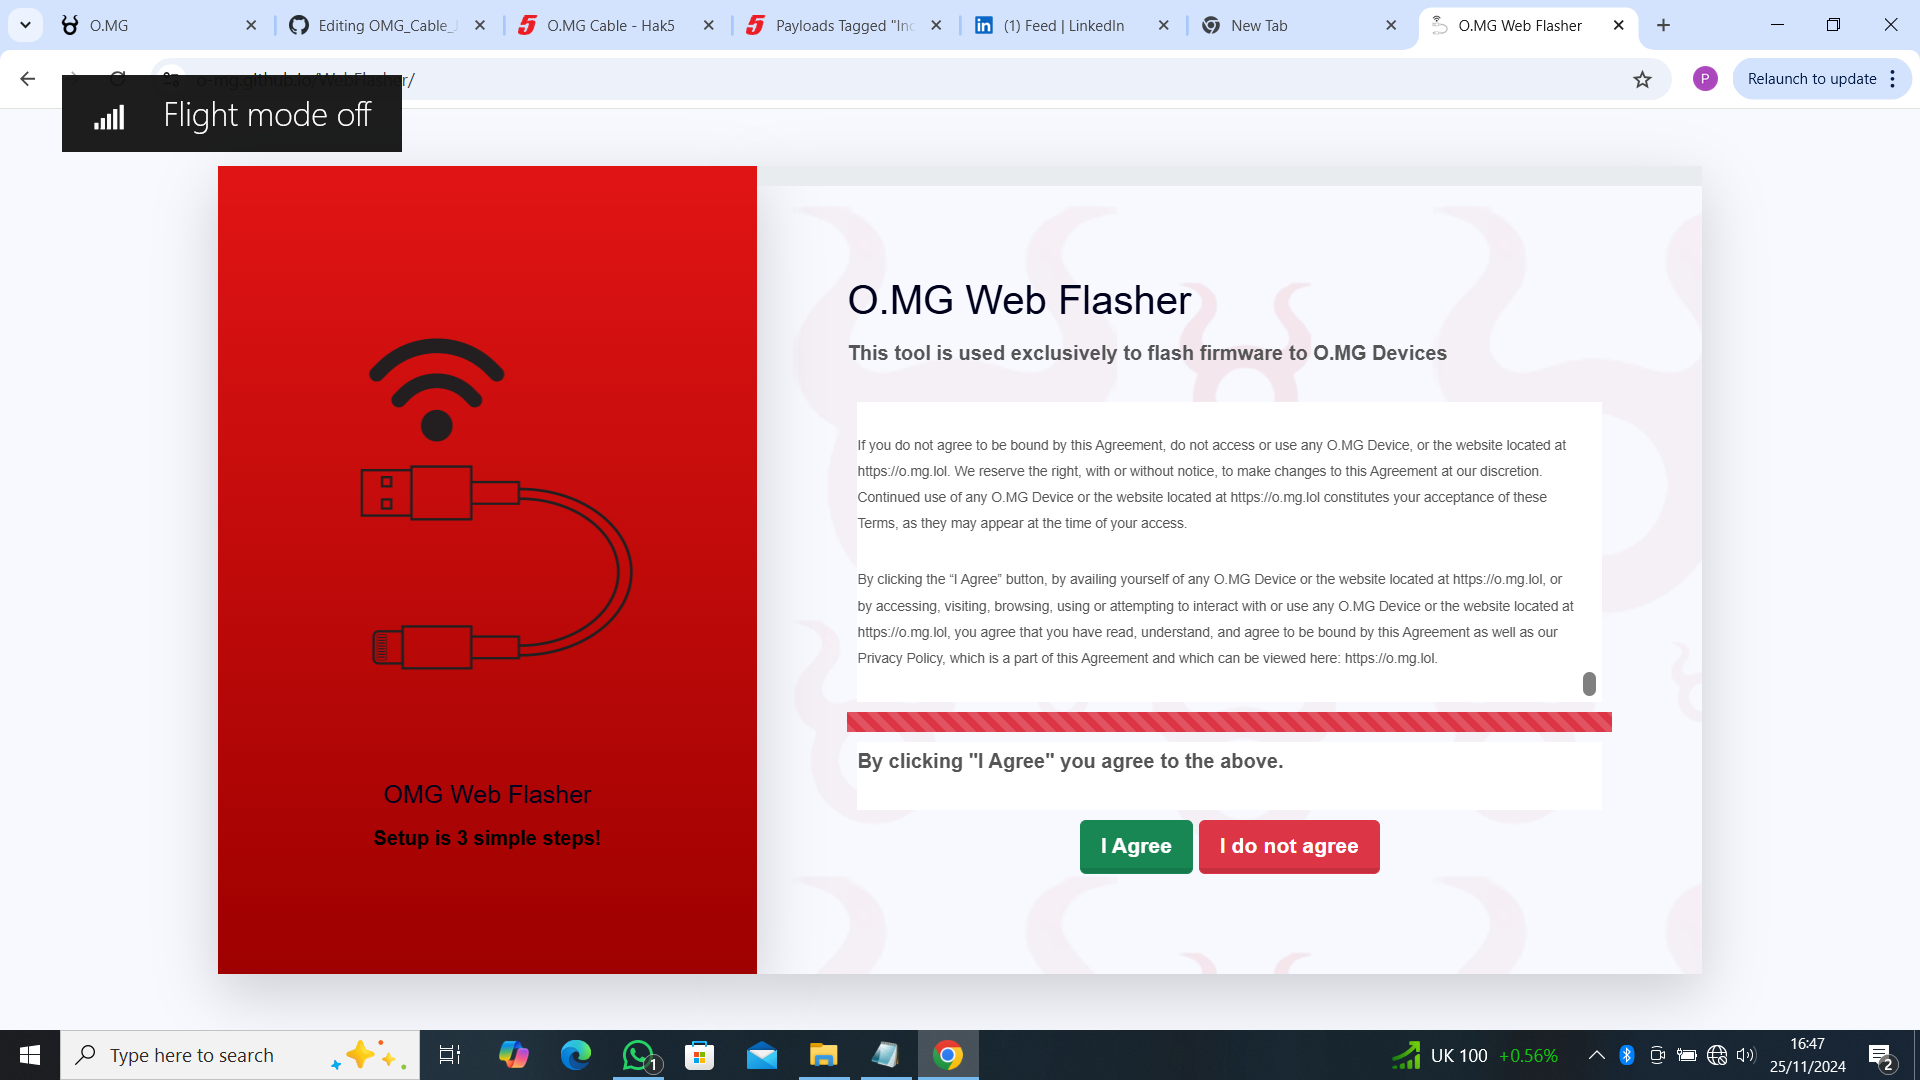 O.MG
Editing OMG_Cable_
O.MG Cable - Hak5
Payloads Tagged "Inc
(1) Feed | LinkedIn
New Tab
O.MG Web Flasher
o-mg.github.io/WebFlasher/
P
Relaunch to update
Flight mode off
O.MG Web Flasher
This tool is used exclusively to flash firmware to O.MG Devices
If you do not agree to be bound by this Agreement, do not access or use any O.MG Device, or the website located at
https://o.mg.lol. We reserve the right, with or without notice, to make changes to this Agreement at our discretion.
Continued use of any O.MG Device or the website located at https://o.mg.lol constitutes your acceptance of these
Terms, as they may appear at the time of your access.
By clicking the “I Agree” button, by availing yourself of any O.MG Device or the website located at https://o.mg.lol, or
by accessing, visiting, browsing, using or attempting to interact with or use any O.MG Device or the website located at
https://o.mg.lol, you agree that you have read, understand, and agree to be bound by this Agreement as well as our
Privacy Policy, which is a part of this Agreement and which can be viewed here: https://o.mg.lol.
By clicking "I Agree" you agree to the above.
I Agree
I do not agree
OMG Web Flasher
Setup is 3 simple steps!
Type here to search
1
UK 100 +0.56%
16:47
25/11/2024
2